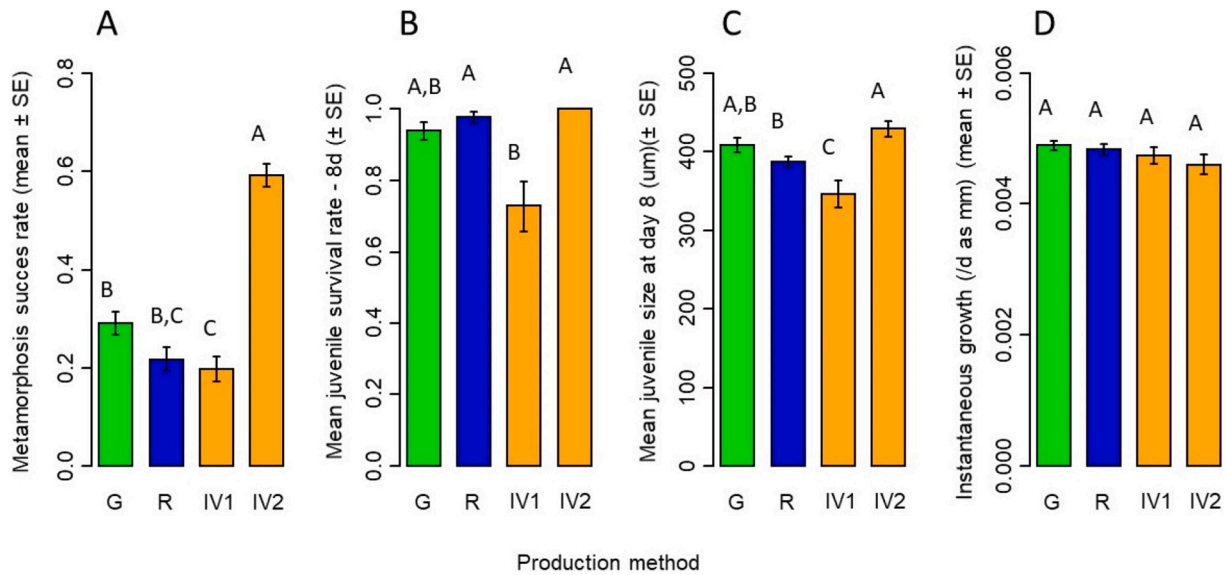 A
Metamorphosis succes rate (mean ± SE)
0.8
0.6
0.4
0.2
0.0
B
B,C
C
A
G R IV1 IV2
B
Mean juvenile survival rate - 8d (± SE)
1.0
0.8
0.6
0.4
0.2
0.0
A,B
A
B
A
G R IV1 IV2
C
Mean juvenile size at day 8 (um)(± SE)
500
400
300
200
100
0
A,B
B
C
A
G R IV1 IV2
D
Instantaneous growth (/d as mm) (mean ± SE)
0.006
0.004
0.002
0.000
A
A
A
A
G R IV1 IV2
Production method